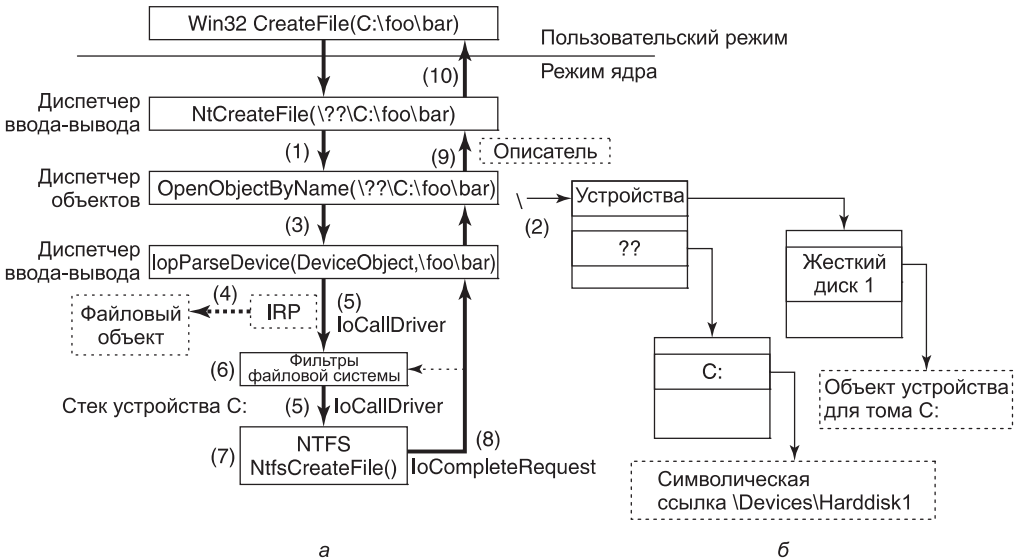 Win32 CreateFile(C:\foo\bar)
Пользовательский режим
Режим ядра
(10)
Диспетчер
ввода-вывода
NtCreateFile(\??\C:\foo\bar)
(1)
(9)
Описатель
Диспетчер
объектов
OpenObjectByName(\??\C:\foo\bar)
(3)
Диспетчер
ввода-вывода
IopParseDevice(DeviceObject,\foo\bar)
(4)
Файловый
объект
IRP
(5)
IoCallDriver
(6)
Фильтры
файловой системы
Стек устройства C:
(5)
IoCallDriver
(7)
NTFS
NtfsCreateFile()
(8)
IoCompleteRequest
а
\
(2)
Устройства
??
Жесткий
диск 1
C:
Объект устройства
для тома C:
Символическая
ссылка \Devices\Harddisk1
б